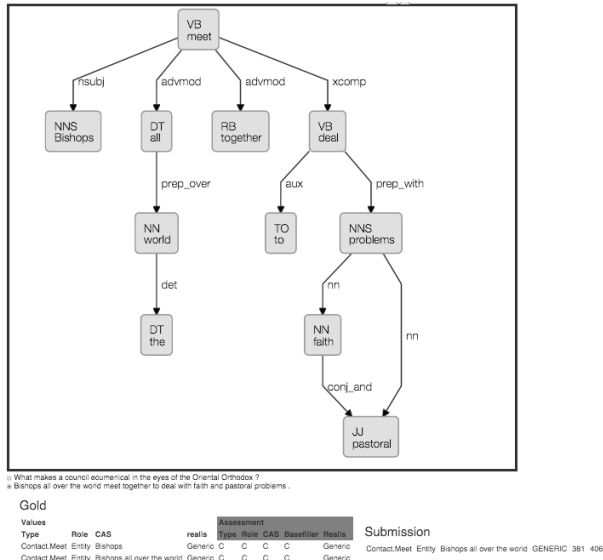 VB
meet
nsubj
advmod
advmod
xcomp
NNS
Bishops
DT
all
RB
together
VB
deal
prep_over
aux
prep_with
NN
world
TO
to
NNS
problems
det
nn
DT
the
NN
faith
nn
conj_and
JJ
pastoral
What makes a council ecumenical in the eyes of the Oriental Orthodox ?
Bishops all over the world meet together to deal with faith and pastoral problems .
Gold
Values Assessment
Type Role CAS realis Type Role CAS Basefiller Realis
Contact.Meet Entity Bishops Generic C C C C Generic
Contact.Meet Entity Bishops all over the world Generic C C C C Generic
Submission
Contact.Meet Entity Bishops all over the world GENERIC 381 406